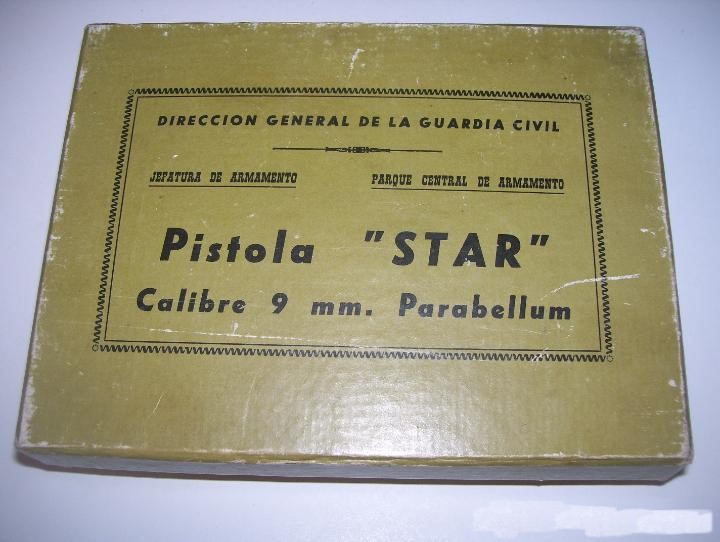 DIRECCION GENERAL DE LA GUARDIA CIVIL
JEFATURA DE ARMAMENTO PARQUE CENTRAL DE ARMAMENTO
Pistola "STAR"
Calibre 9 mm. Parabellum